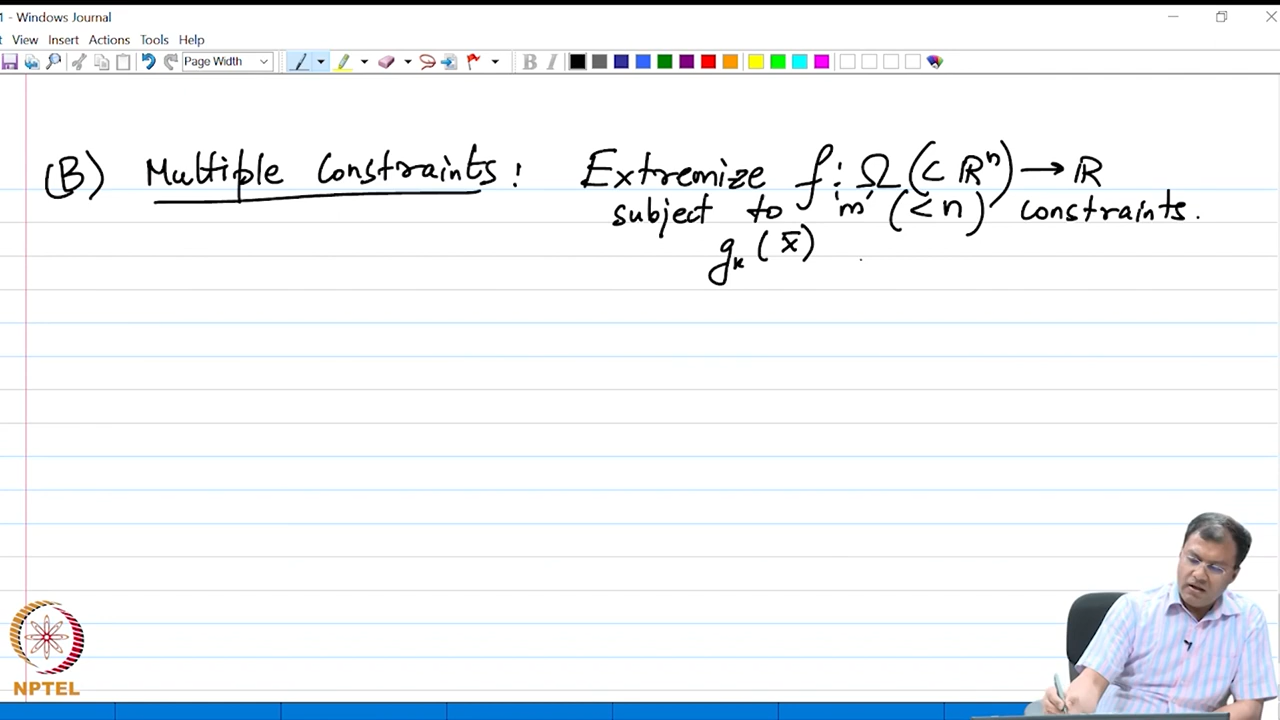 1 - Windows Journal
t View Insert Actions Tools Help
Page Width
B I
(B) Multiple Constraints : Extremize f : Ω (⊂ ℝⁿ) → ℝ
subject to 'm' (< n) constraints.
gₖ (x̄)
NPTEL